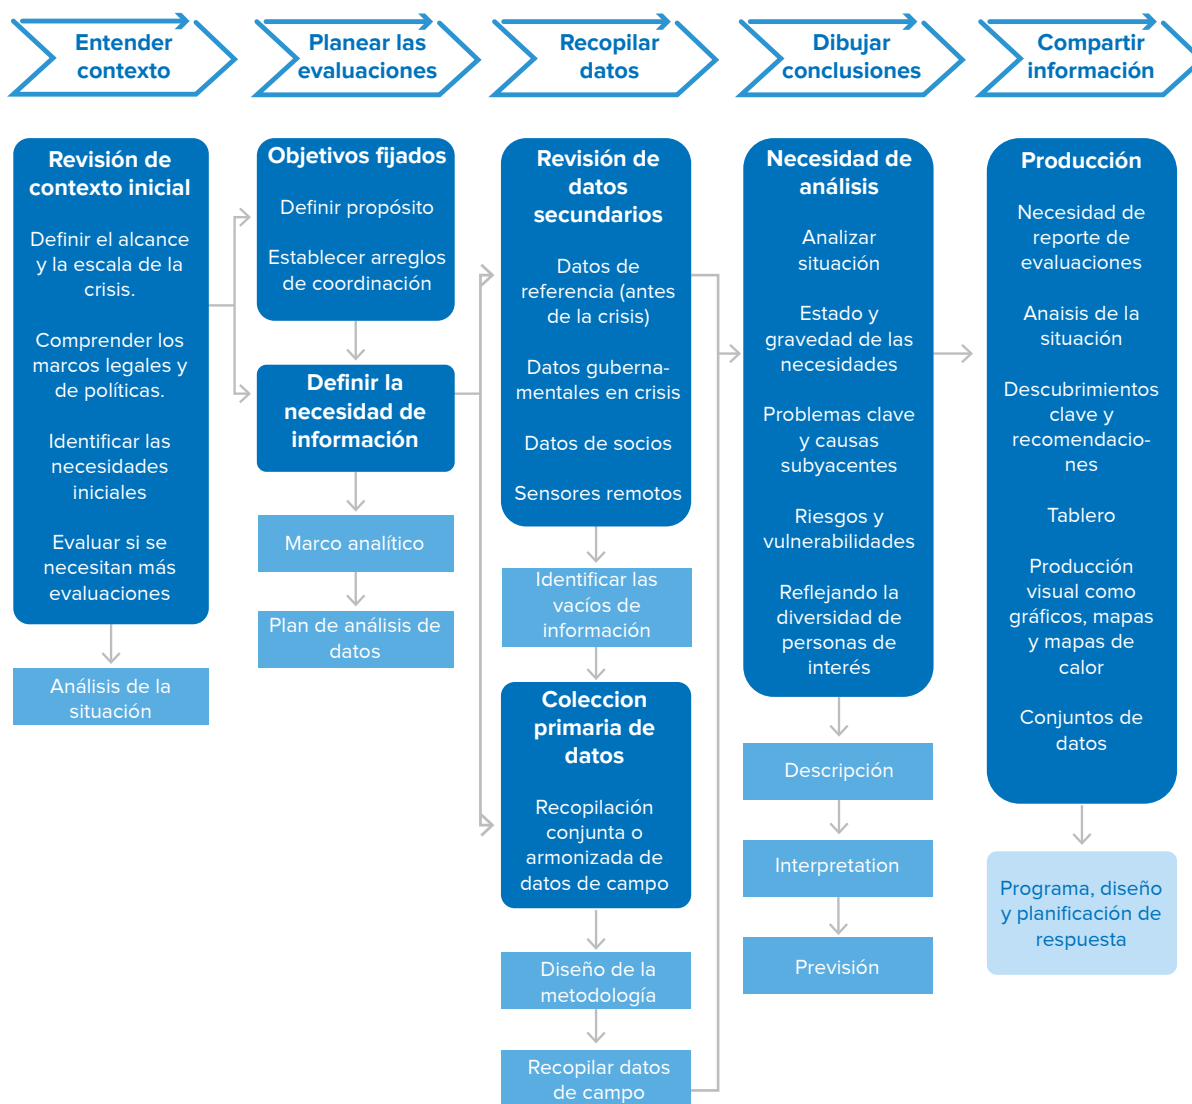 Entender
contexto
Planear las
evaluaciones
Recopilar
datos
Dibujar
conclusiones
Compartir
información
Revisión de
contexto inicial
Definir el alcance
y la escala de la
crisis.
Comprender los
marcos legales y
de políticas.
Identificar las
necesidades
iniciales
Evaluar si se
necesitan más
evaluaciones
Análisis de la
situación
Objetivos fijados
Definir propósito
Establecer arreglos
de coordinación
Definir la
necesidad de
información
Marco analítico
Plan de análisis de
datos
Revisión de
datos
secundarios
Datos de
referencia (antes
de la crisis)
Datos guberna-
mentales en crisis
Datos de socios
Sensores remotos
Identificar las
vacíos de
información
Coleccion
primaria de
datos
Recopilación
conjunta o
armonizada de
datos de campo
Diseño de la
metodología
Recopilar datos
de campo
Necesidad de
análisis
Analizar
situación
Estado y
gravedad de las
necesidades
Problemas clave
y causas
subyacentes
Riesgos y
vulnerabilidades
Reflejando la
diversidad de
personas de
interés
Descripción
Interpretation
Previsión
Producción
Necesidad de
reporte de
evaluaciones
Anaisis de la
situación
Descubrimientos
clave y
recomendacio-
nes
Tablero
Producción
visual como
gráficos, mapas
y mapas de
calor
Conjuntos de
datos
Programa, diseño
y planificación de
respuesta